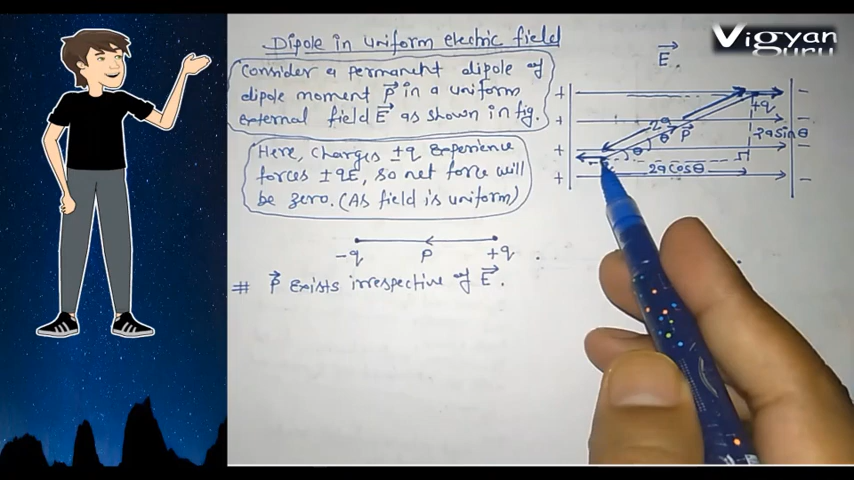 Dipole in uniform electric field
Consider a permanent dipole of
dipole moment P⃗ in a uniform
external field E⃗ as shown in fig.
Here, charges ±q experience
forces ±qE, so net force will
be zero. (As field is uniform)
-q P +q
# P⃗ Exists irrespective of E⃗.
Vigyan
Guru
E⃗.
+ -
+q
+ -
2a P⃗ 2a sinθ
θ
+ θ -
2a cosθ
+ -